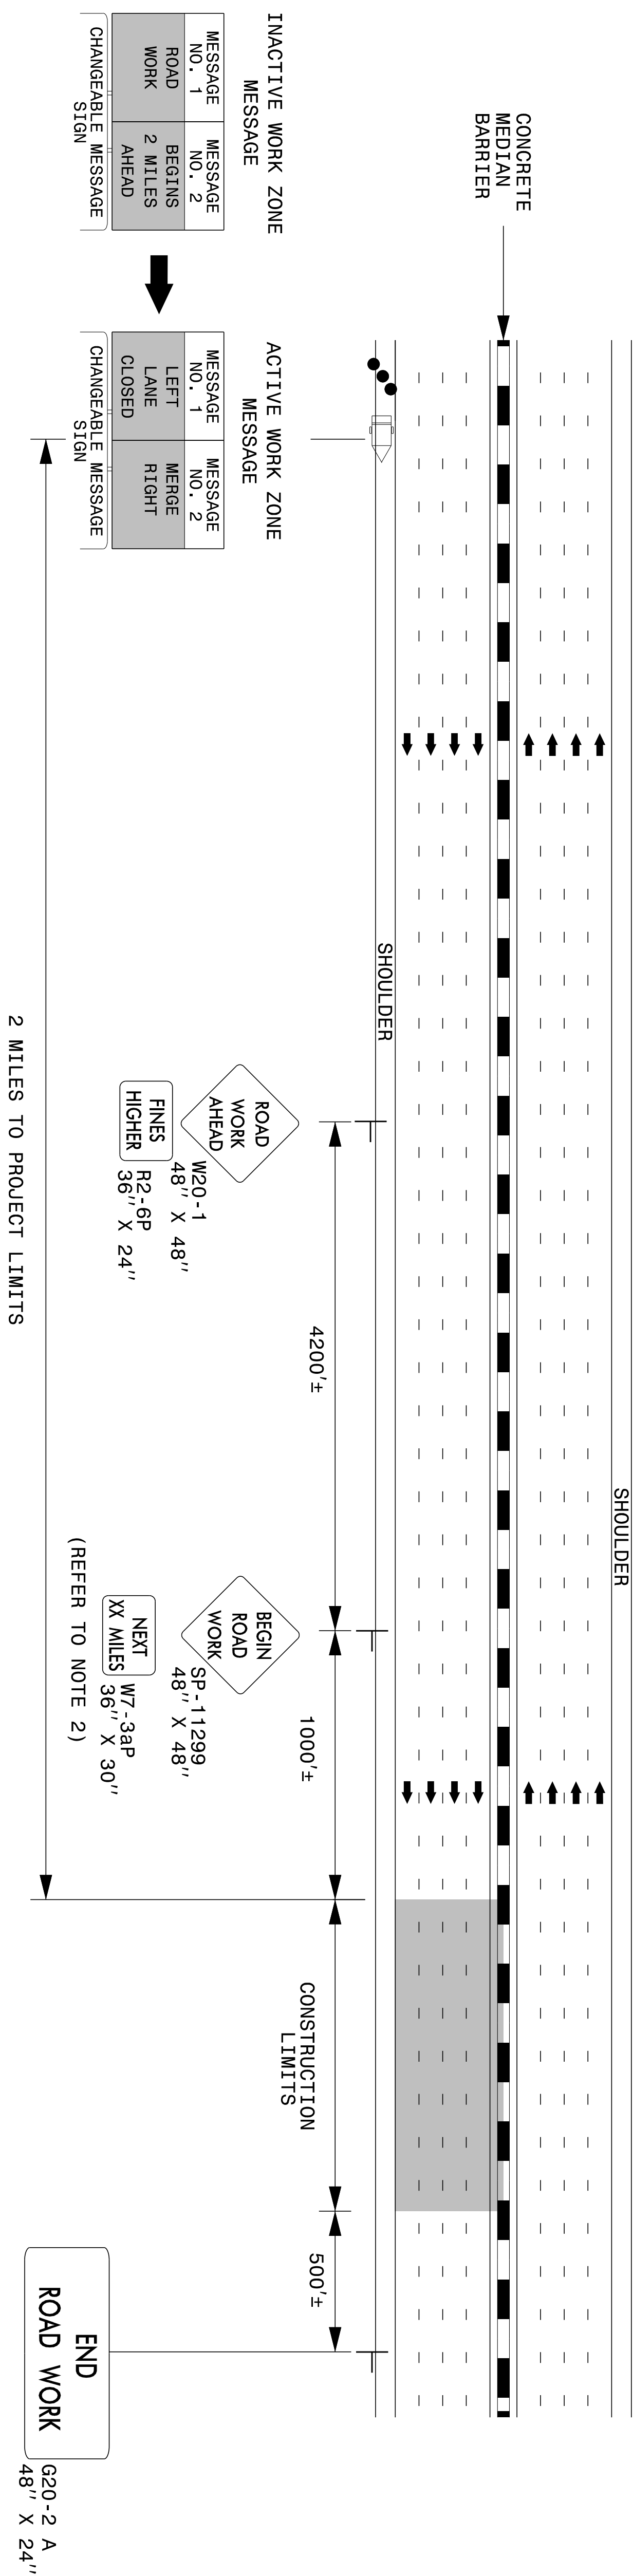 CONCRETE
MEDIAN
BARRIER
SHOULDER
SHOULDER
INACTIVE WORK ZONE
MESSAGE
MESSAGE
NO. 1
MESSAGE
NO. 2
ROAD
WORK
BEGINS
2 MILES
AHEAD
CHANGEABLE MESSAGE
SIGN
ACTIVE WORK ZONE
MESSAGE
MESSAGE
NO. 1
MESSAGE
NO. 2
LEFT
LANE
CLOSED
MERGE
RIGHT
CHANGEABLE MESSAGE
SIGN
4200'±
1000'±
CONSTRUCTION
LIMITS
500'±
ROAD
WORK
AHEAD
W20-1
48" X 48"
FINES
HIGHER
R2-6P
36" X 24"
BEGIN
ROAD
WORK
SP-11299
48" X 48"
NEXT
XX MILES
W7-3aP
36" X 30"
(REFER TO NOTE 2)
END
ROAD WORK
G20-2 A
48" X 24"
2 MILES TO PROJECT LIMITS